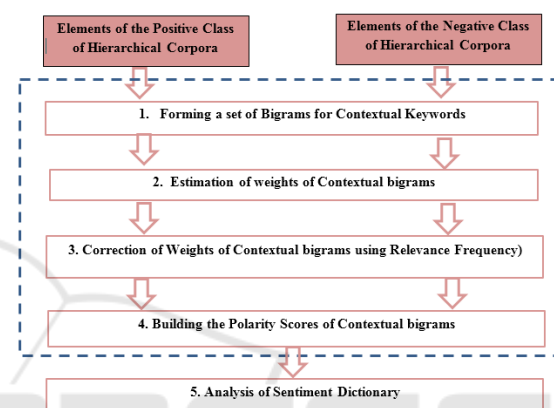 Elements of the Positive Class
of Hierarchical Corpora
Elements of the Negative Class
of Hierarchical Corpora
1. Forming a set of Bigrams for Contextual Keywords
2. Estimation of weights of Contextual bigrams
3. Correction of Weights of Contextual bigrams using Relevance Frequency)
4. Building the Polarity Scores of Contextual bigrams
5. Analysis of Sentiment Dictionary